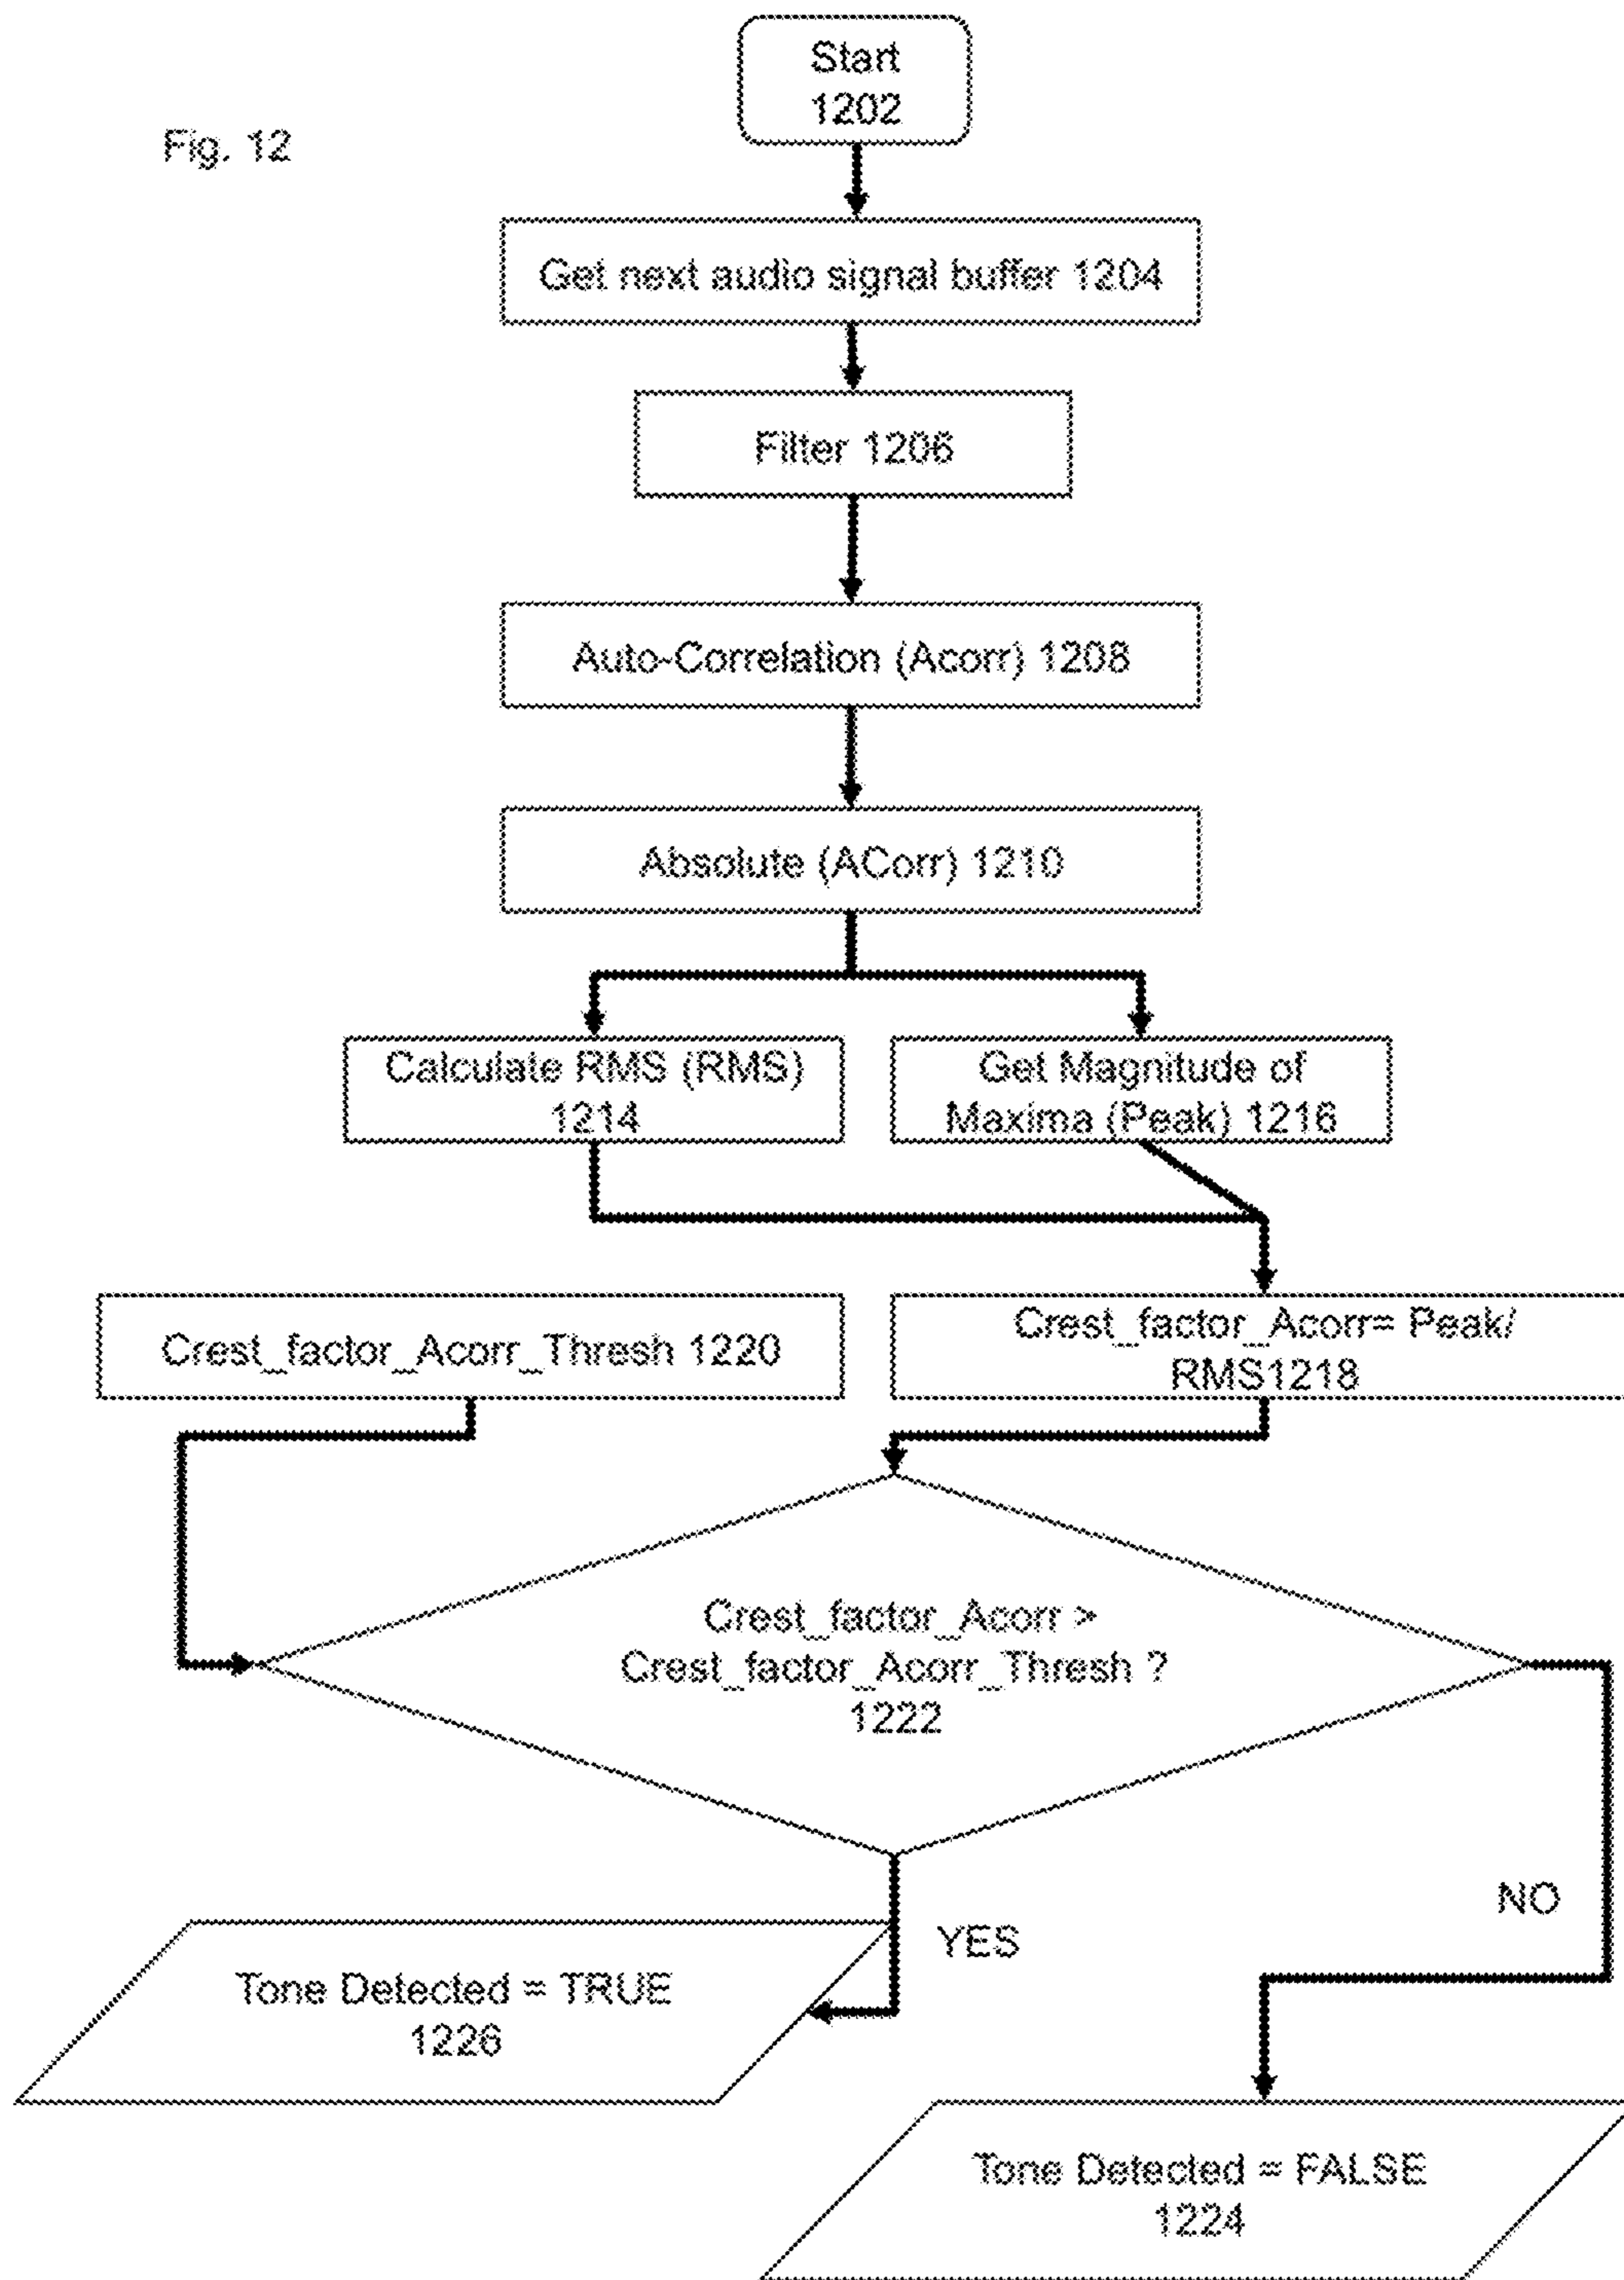 Start
1202
Fig. 12
Get next audio signal buffer 1204
Filter 1206
Auto-Correlation (Acorr) 1208
Absolute (ACorr) 1210
Calculate RMS (RMS)
1214
Get Magnitude of
Maxima (Peak) 1216
Crest_factor_Acorr_Thresh 1220
Crest_factor_Acorr= Peak/
RMS1218
Crest_factor_Acorr >
Crest_factor_Acorr_Thresh ?
1222
YES
NO
Tone Detected = TRUE
1226
Tone Detected = FALSE
1224